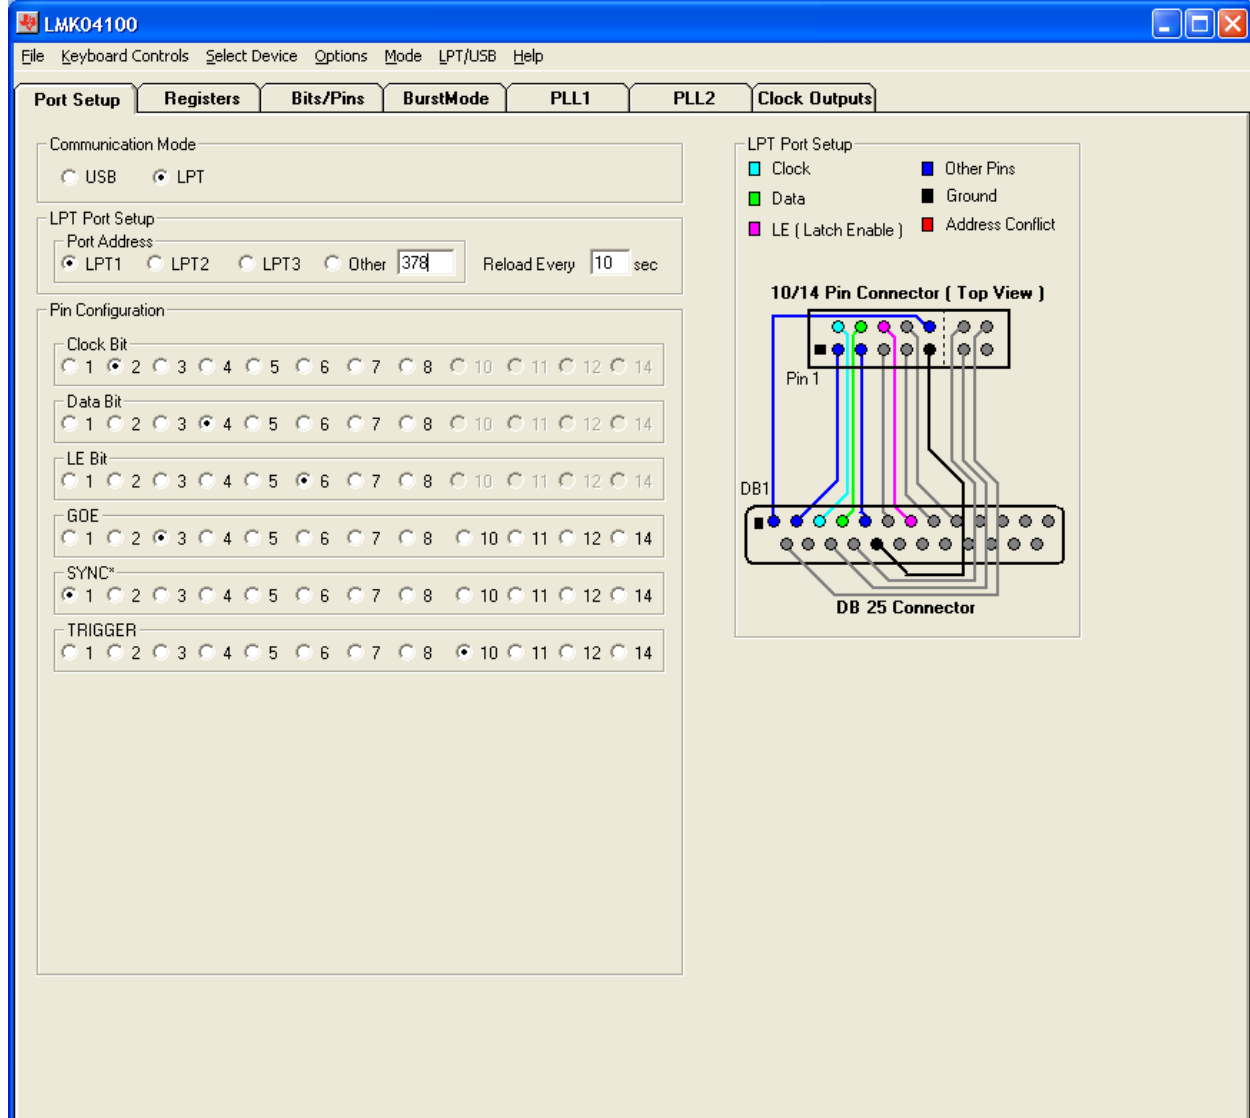 LMK04100
File Keyboard Controls Select Device Options Mode LPT/USB Help
Port Setup Registers Bits/Pins BurstMode PLL1 PLL2 Clock Outputs
Communication Mode
USB LPT
LPT Port Setup
Port Address
LPT1 LPT2 LPT3 Other 378 Reload Every 10 sec
Pin Configuration
Clock Bit
1 2 3 4 5 6 7 8 10 11 12 14
Data Bit
1 2 3 4 5 6 7 8 10 11 12 14
LE Bit
1 2 3 4 5 6 7 8 10 11 12 14
GOE
1 2 3 4 5 6 7 8 10 11 12 14
SYNC*
1 2 3 4 5 6 7 8 10 11 12 14
TRIGGER
1 2 3 4 5 6 7 8 10 11 12 14
LPT Port Setup
Clock Other Pins
Data Ground
LE ( Latch Enable ) Address Conflict
10/14 Pin Connector ( Top View )
Pin 1
DB1
DB 25 Connector